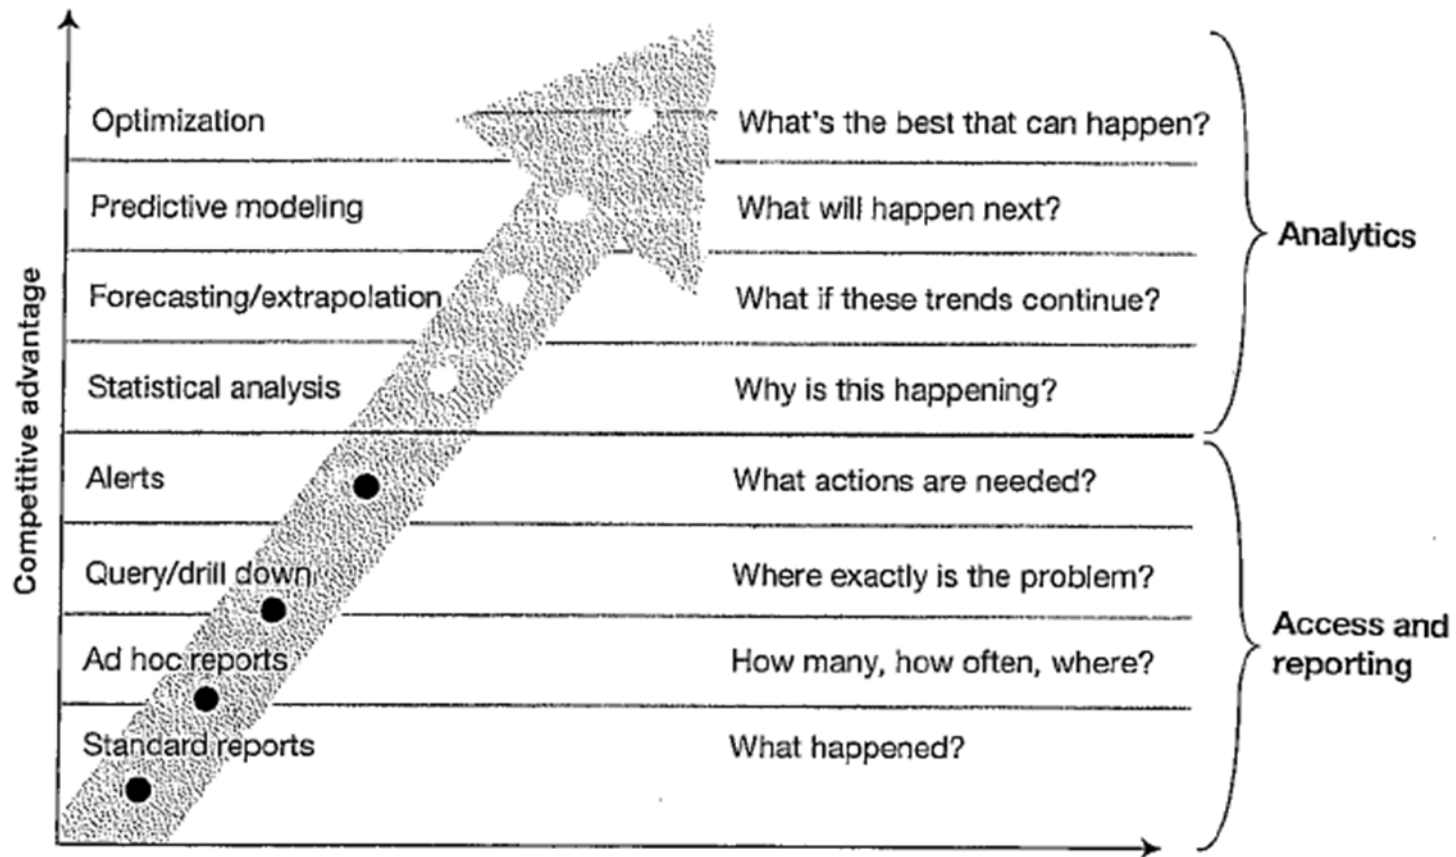 Competitive advantage
Optimization
What's the best that can happen?
Predictive modeling
What will happen next?
Forecasting/extrapolation
What if these trends continue?
Statistical analysis
Why is this happening?
Alerts
What actions are needed?
Query/drill down
Where exactly is the problem?
Ad hoc reports
How many, how often, where?
Standard reports
What happened?
Analytics
Access and
reporting